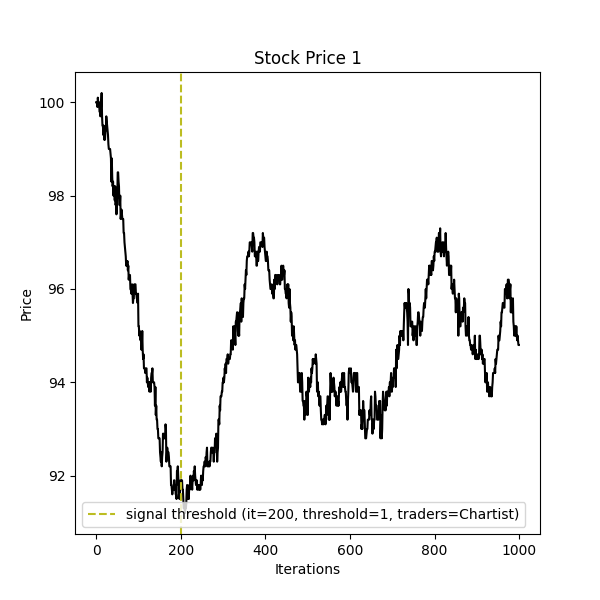 Stock Price 1
100
98
96
94
92
Price
signal threshold (it=200, threshold=1, traders=Chartist)
0 200 400 600 800 1000
Iterations